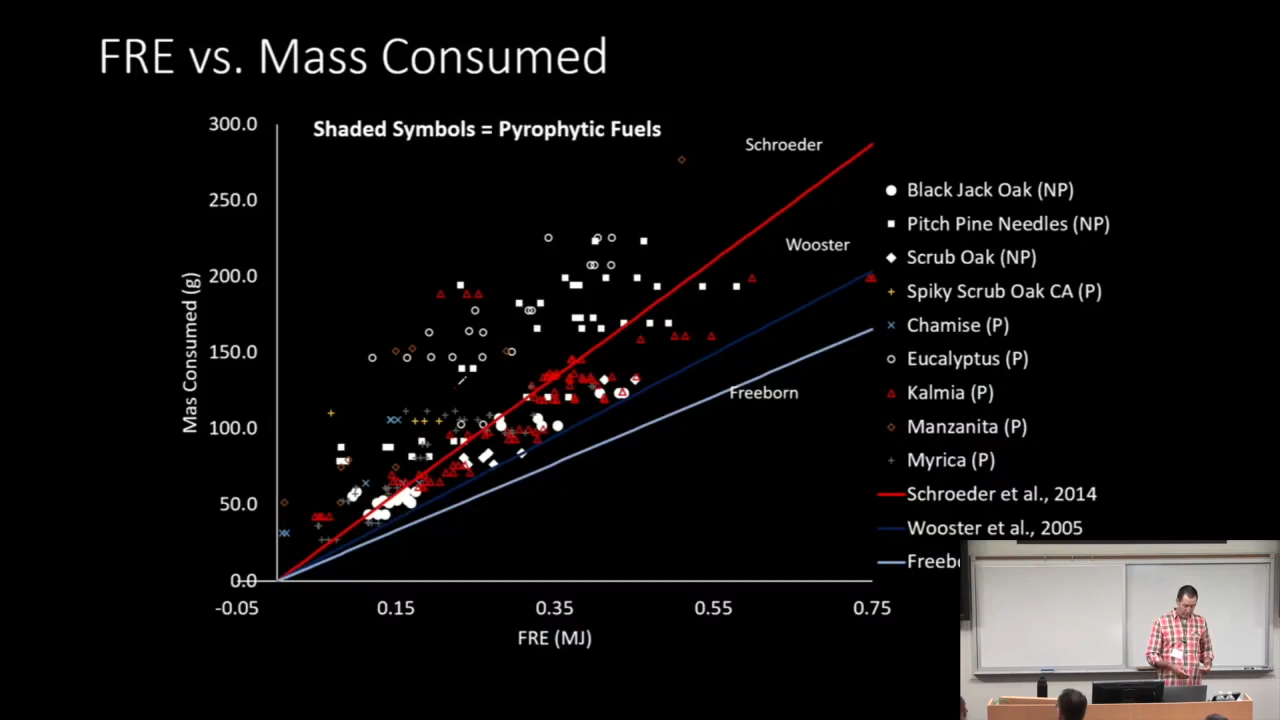 FRE vs. Mass Consumed
Shaded Symbols = Pyrophytic Fuels
300.0
250.0
200.0
150.0
100.0
50.0
0.0
Mas Consumed (g)
-0.05
0.15
0.35
0.55
0.75
FRE (MJ)
Schroeder
Wooster
Freeborn
Black Jack Oak (NP)
Pitch Pine Needles (NP)
Scrub Oak (NP)
Spiky Scrub Oak CA (P)
Chamise (P)
Eucalyptus (P)
Kalmia (P)
Manzanita (P)
Myrica (P)
Schroeder et al., 2014
Wooster et al., 2005
Freeb